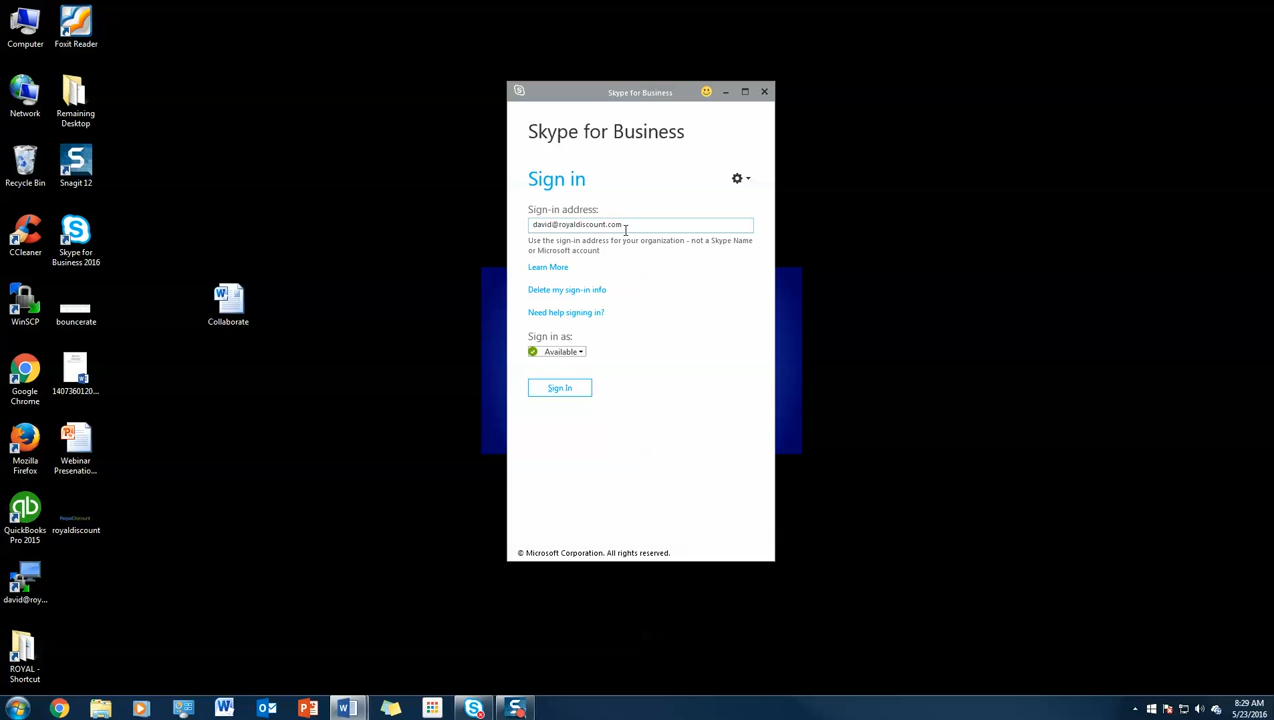 Computer
Foxit Reader
Network
Remaining
Desktop
Recycle Bin
Snagit 12
CCleaner
Skype for
Business 2016
WinSCP
bouncerate
Collaborate
Google
Chrome
1407360120...
Mozilla
Firefox
Webinar
Presenatio...
QuickBooks
Pro 2015
royaldiscount
david@roy...
ROYAL -
Shortcut
Skype for Business
Skype for Business
Sign in
Sign-in address:
david@royaldiscount.com
Use the sign-in address for your organization - not a Skype Name
or Microsoft account
Learn More
Delete my sign-in info
Need help signing in?
Sign in as:
Available
Sign In
© Microsoft Corporation. All rights reserved.
8:29 AM
5/23/2016